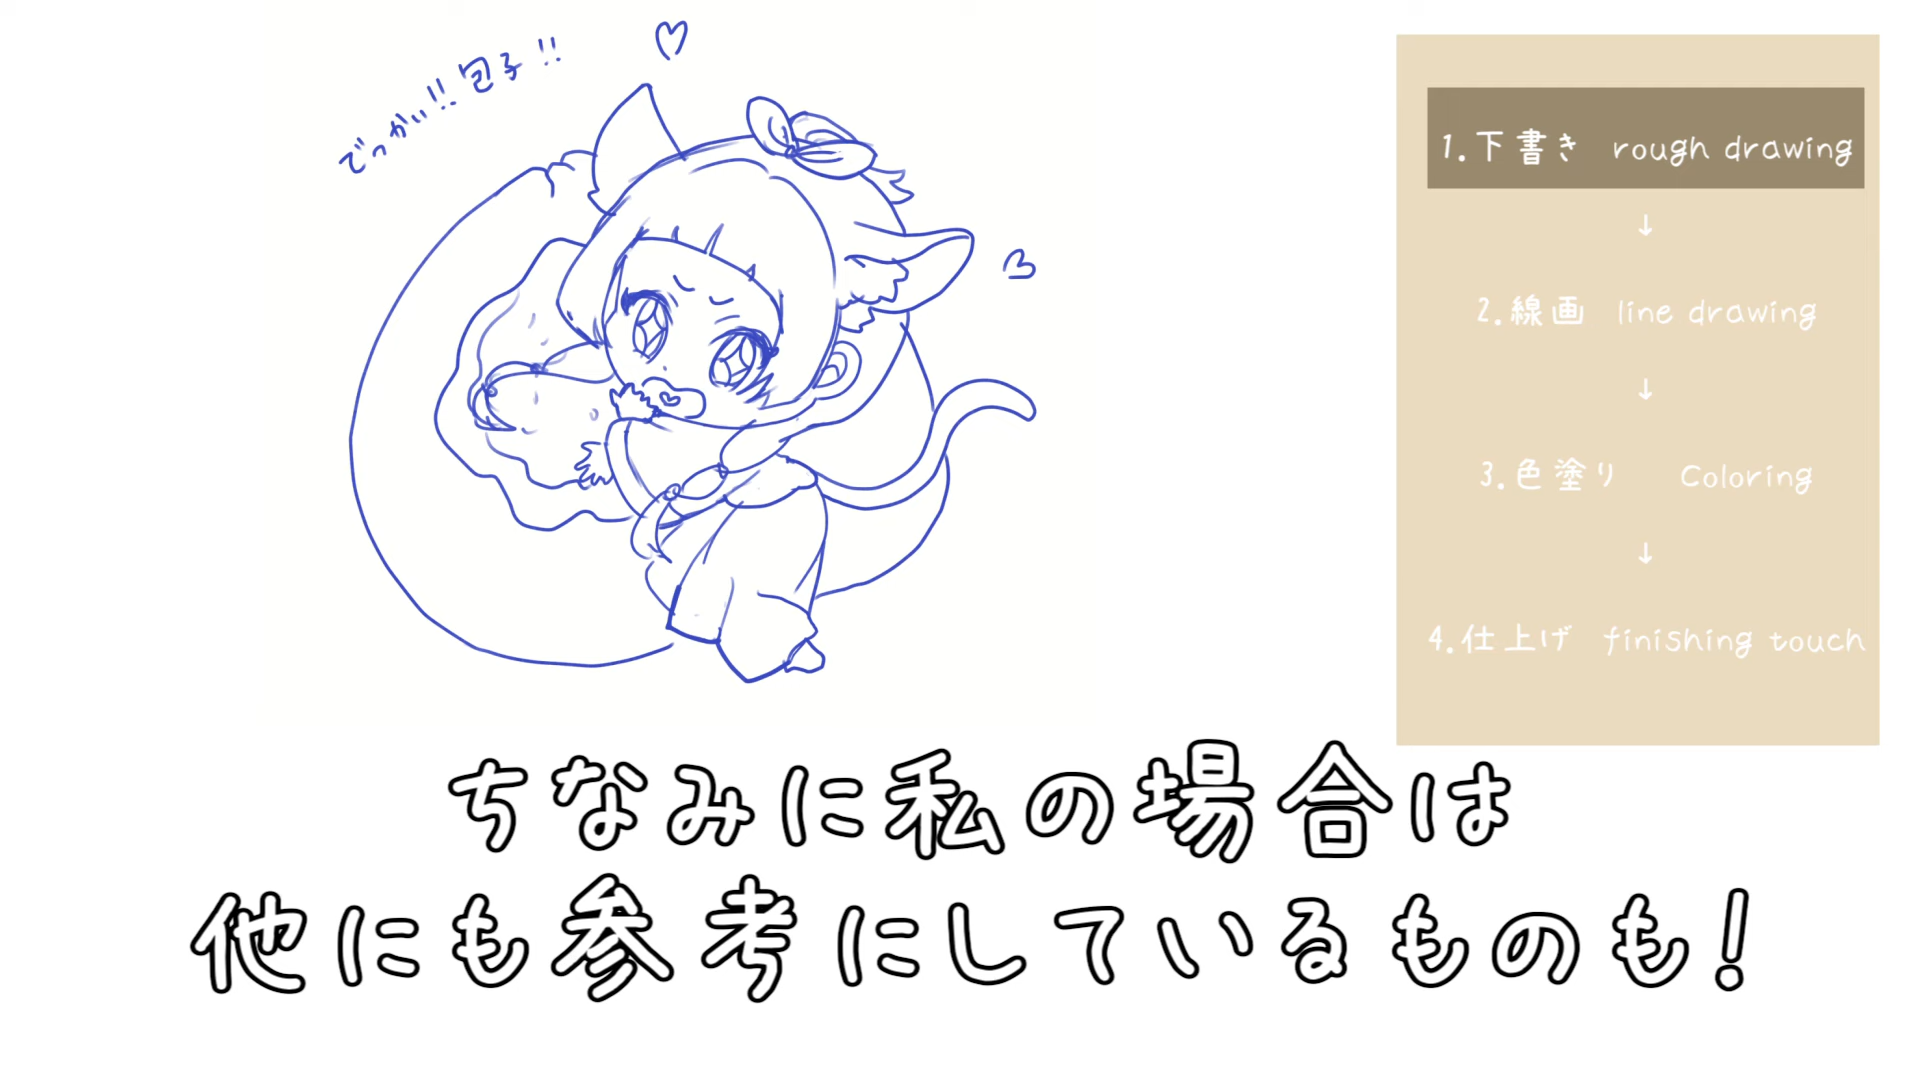 でっかい!!包子!!
1.下書き rough drawing
↓
2.線画 line drawing
↓
3.色塗り Coloring
↓
4.仕上げ finishing touch
ちなみに私の場合は
他にも参考にしているものも!